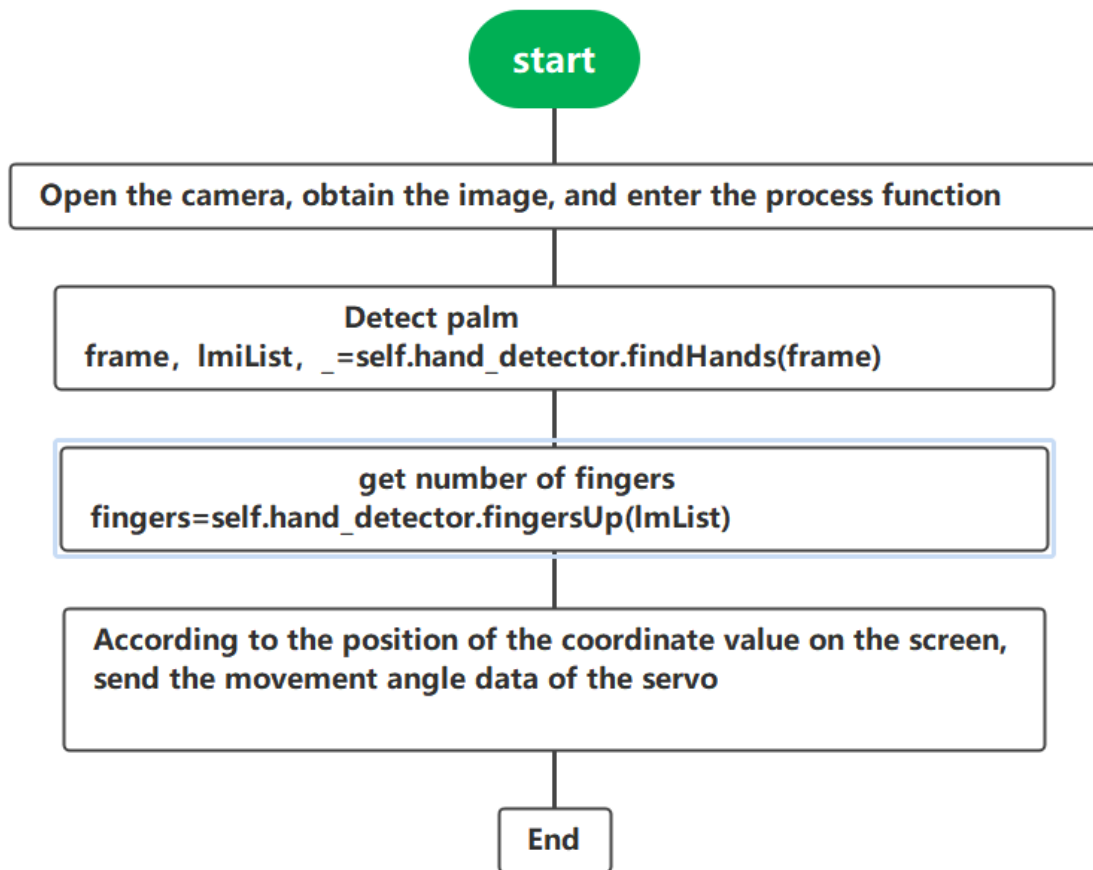 start
Open the camera, obtain the image, and enter the process function
Detect palm
frame，lmiList，_=self.hand_detector.findHands(frame)
get number of fingers
fingers=self.hand_detector.fingersUp(lmList)
According to the position of the coordinate value on the screen,
send the movement angle data of the servo
End